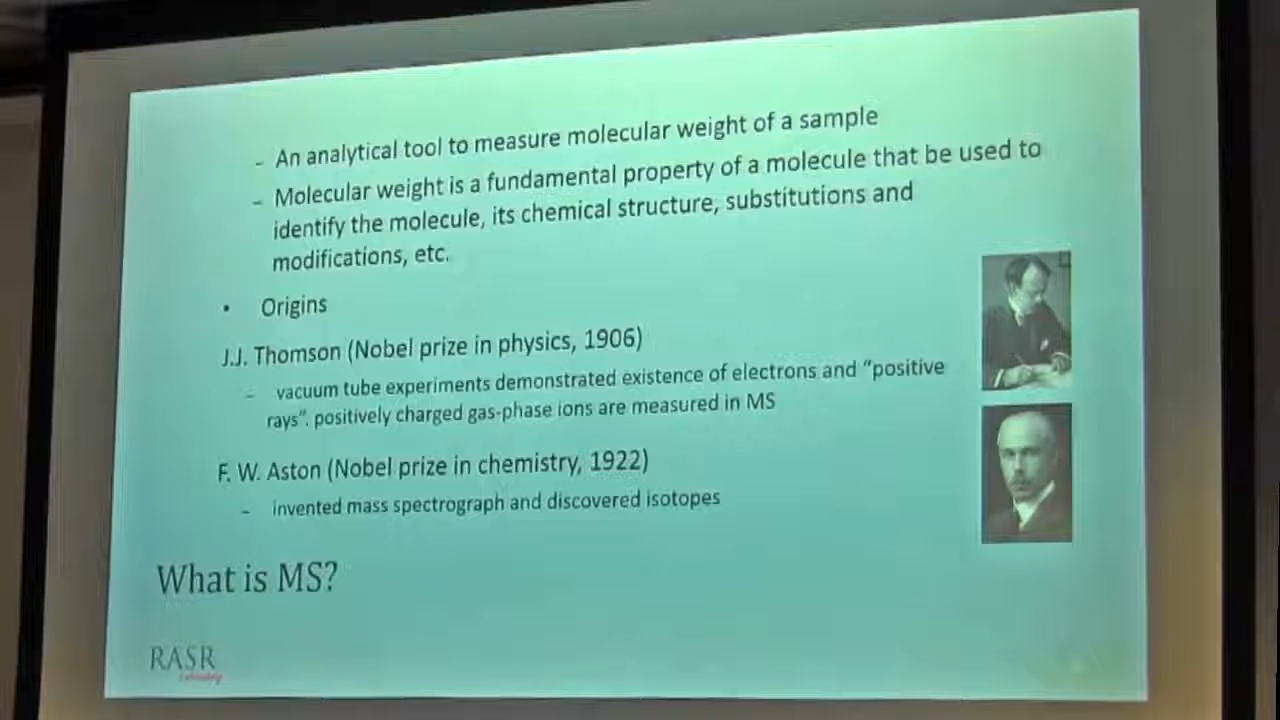 - An analytical tool to measure molecular weight of a sample
- Molecular weight is a fundamental property of a molecule that be used to
identify the molecule, its chemical structure, substitutions and
modifications, etc.
• Origins
J.J. Thomson (Nobel prize in physics, 1906)
- vacuum tube experiments demonstrated existence of electrons and “positive
rays”. positively charged gas-phase ions are measured in MS
F. W. Aston (Nobel prize in chemistry, 1922)
- invented mass spectrograph and discovered isotopes
What is MS?
RASR